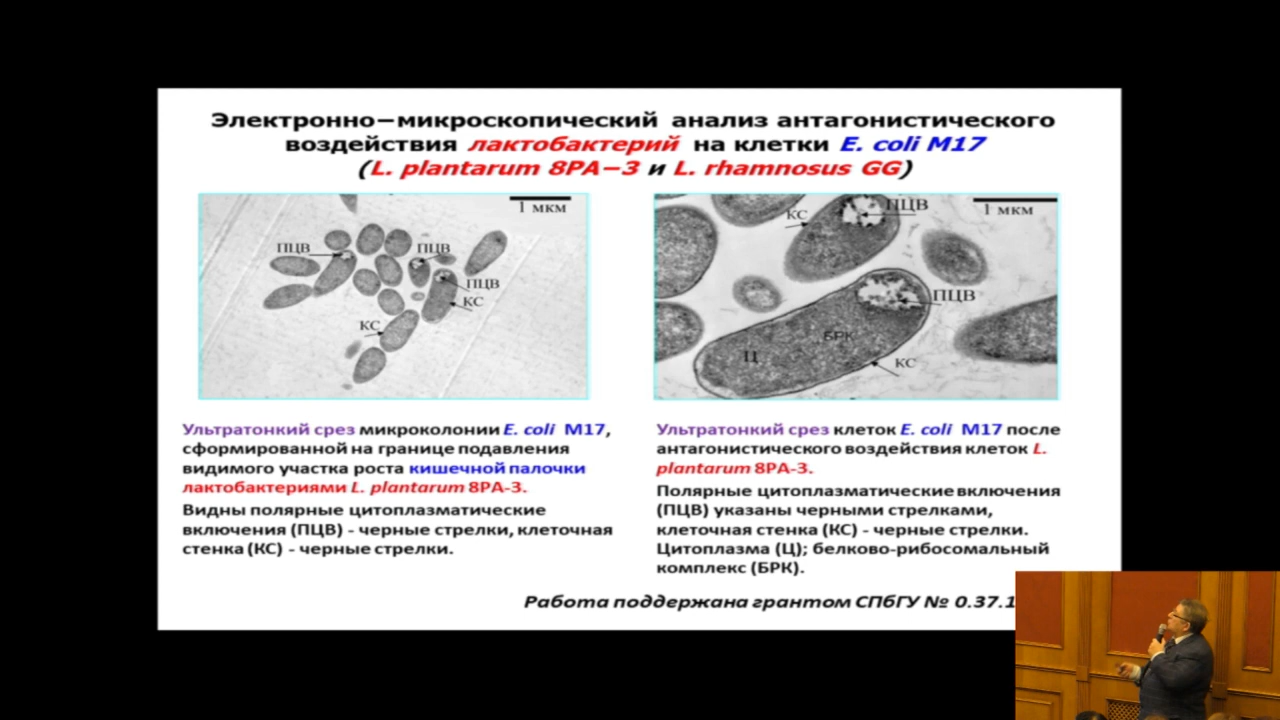 Электронно−микроскопический анализ антагонистического
воздействия лактобактерий на клетки E. coli M17
(L. plantarum 8PA−3 и L. rhamnosus GG)
1 мкм
ПЦВ
ПЦВ
ПЦВ
КС
КС
1 мкм
КС
ПЦВ
ПЦВ
БРК
Ц
КС
Ультратонкий срез микроколонии E. coli M17,
сформированной на границе подавления
видимого участка роста кишечной палочки
лактобактериями L. plantarum 8PA-3.
Видны полярные цитоплазматические
включения (ПЦВ) - черные стрелки, клеточная
стенка (КС) - черные стрелки.
Ультратонкий срез клеток E. coli M17 после
антагонистического воздействия клеток L.
plantarum 8PA-3.
Полярные цитоплазматические включения
(ПЦВ) указаны черными стрелками,
клеточная стенка (КС) - черные стрелки.
Цитоплазма (Ц); белково-рибосомальный
комплекс (БРК).
Работа поддержана грантом СПбГУ № 0.37.1